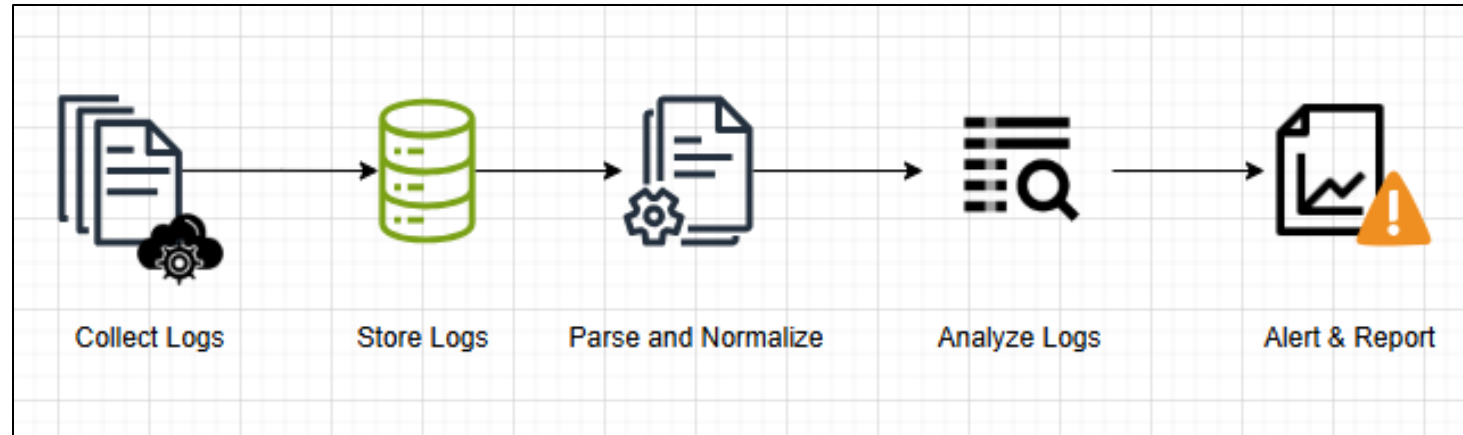 Collect Logs
Store Logs
Parse and Normalize
Analyze Logs
Alert & Report